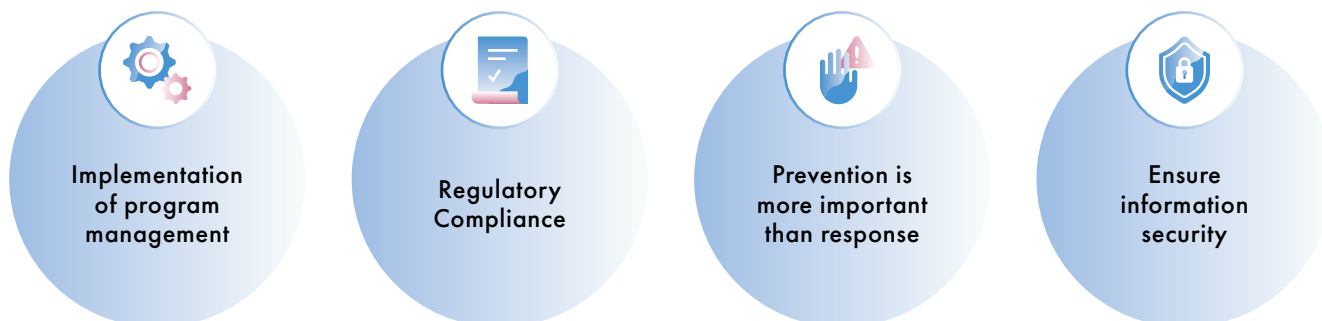 Implementation
of program
management
Regulatory
Compliance
Prevention is
more important
than response
Ensure
information
security